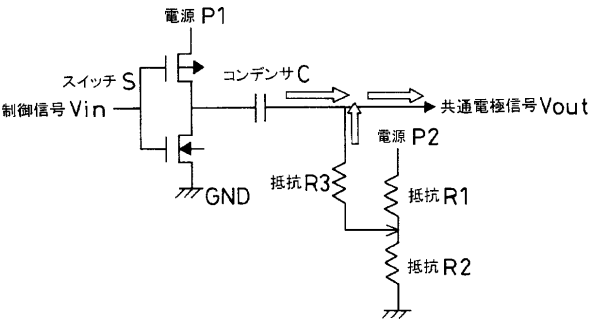 電源 P1
スイッチ S
コンデンサ C
制御信号 Vin
共通電極信号 Vout
電源 P2
抵抗 R3
抵抗 R1
GND
抵抗 R2